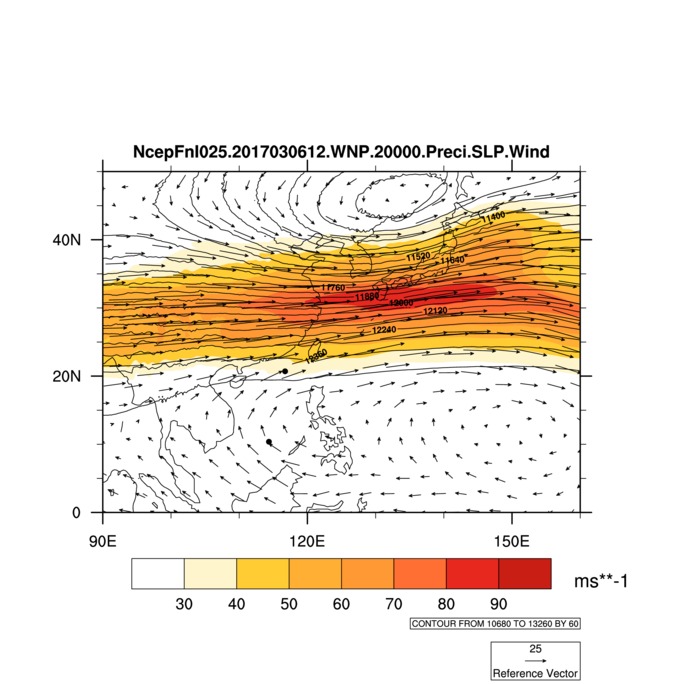 NcepFnl025.2017030612.WNP.20000.Preci.SLP.Wind
11400
40N
11520
11640
11760
11880
12000
12120
12240
12360
20N
0
90E 120E 150E
ms**-1
30 40 50 60 70 80 90
CONTOUR FROM 10680 TO 13260 BY 60
25
Reference Vector